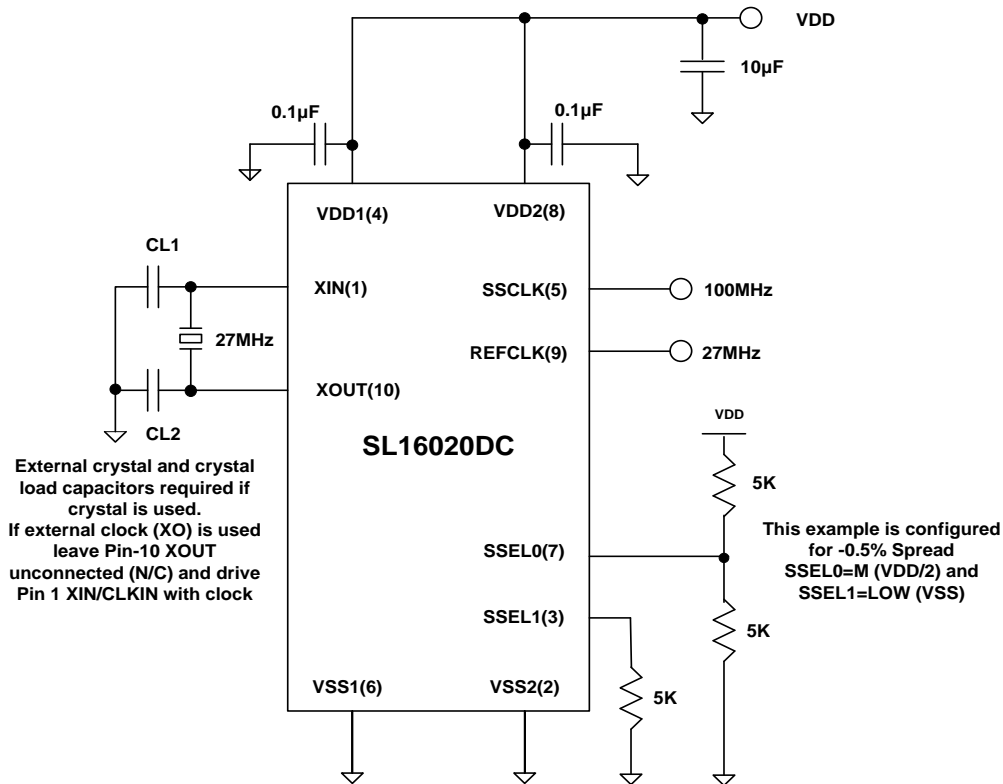 VDD
10µF
0.1µF
0.1µF
VDD1(4)
VDD2(8)
CL1
XIN(1)
SSCLK(5)
100MHz
27MHz
REFCLK(9)
27MHz
XOUT(10)
CL2
SL16020DC
VDD
5K
External crystal and crystal
load capacitors required if
crystal is used.
If external clock (XO) is used
leave Pin-10 XOUT
unconnected (N/C) and drive
Pin 1 XIN/CLKIN with clock
SSEL0(7)
This example is configured
for -0.5% Spread
SSEL0=M (VDD/2) and
SSEL1=LOW (VSS)
SSEL1(3)
5K
5K
VSS1(6)
VSS2(2)